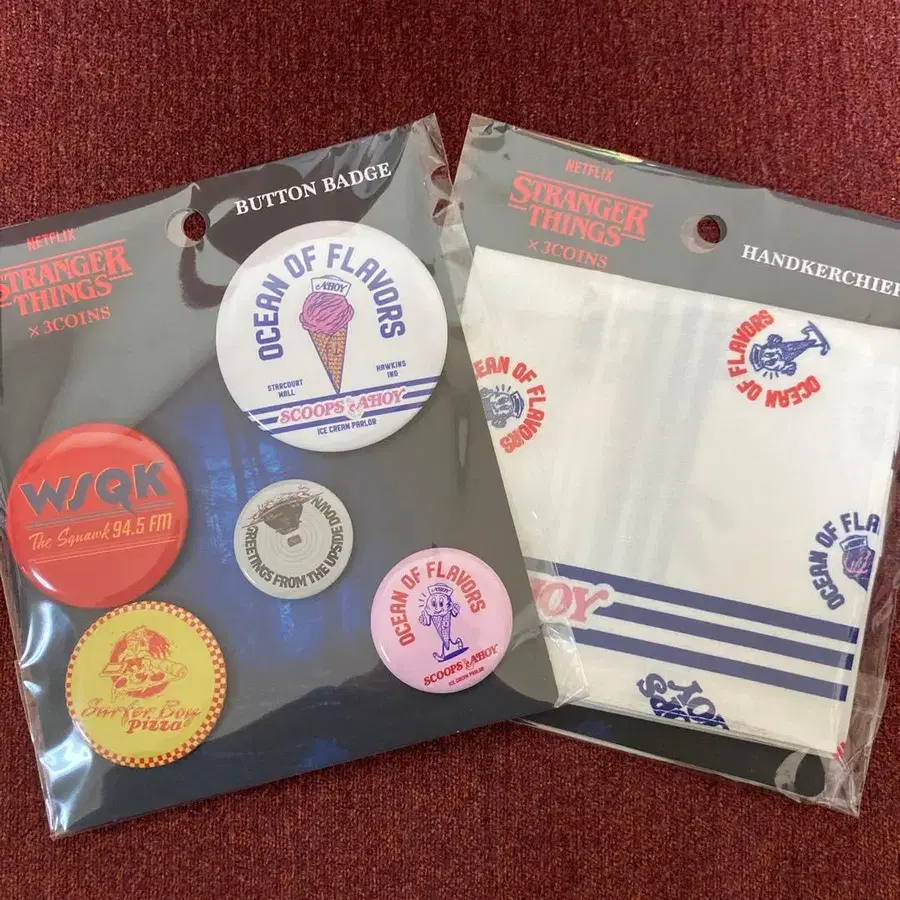 BUTTON BADGE
NETFLIX
STRANGER
THINGS
× 3COINS
OCEAN OF FLAVORS
AHOY
STARCOURT
MALL
HAWKINS
IND
SCOOPS AHOY
ICE CREAM PARLOR
WSQK
The Squawk 94.5 FM
GREETINGS FROM THE UPSIDE DOWN
OCEAN OF FLAVORS
AHOY
SCOOPS AHOY
ICE CREAM PARLOR
Surfer Boy
Pizza
NETFLIX
STRANGER
THINGS
× 3COINS
HANDKERCHIEF
OCEAN OF FLAVORS
OCEAN OF FLAVORS
OCEAN OF FLA
HOY